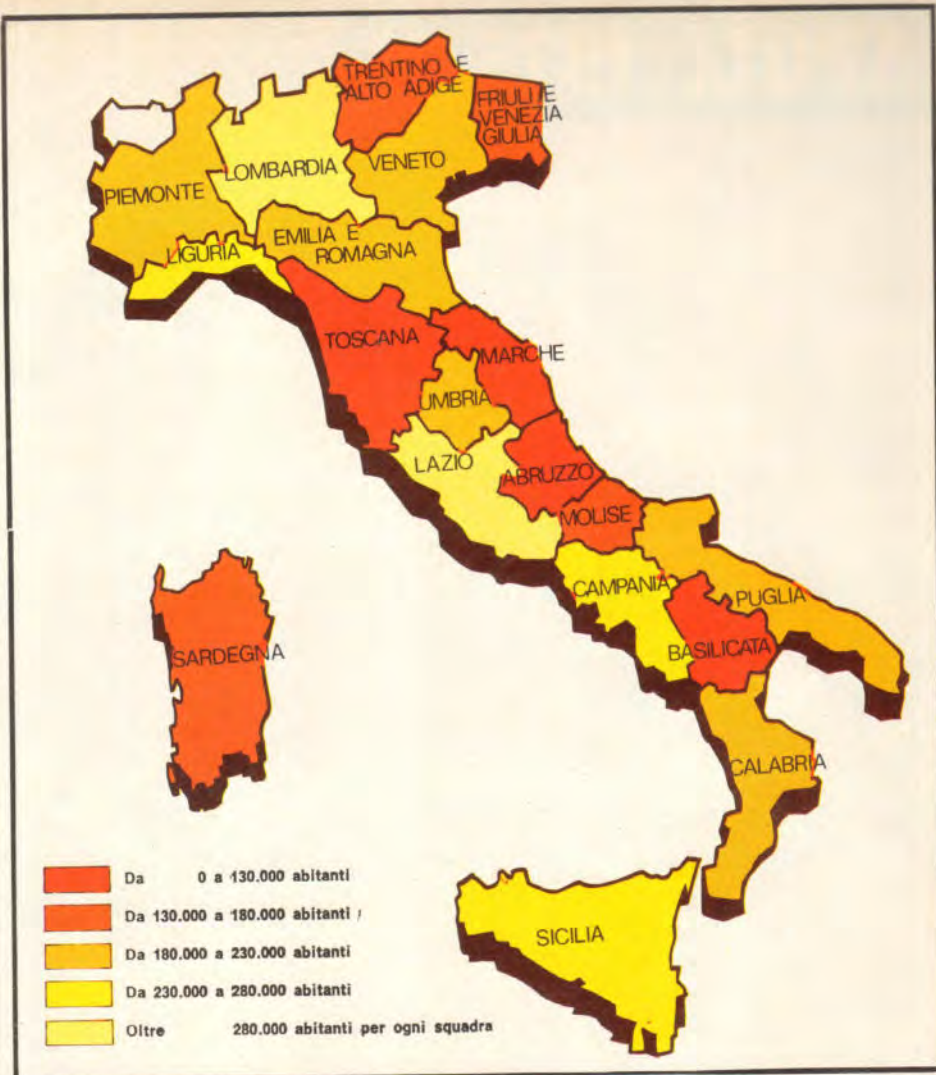 TRENTINO E
ALTO ADIGE
FRIULI E
VENEZIA
GIULIA
LOMBARDIA
VENETO
PIEMONTE
EMILIA E
ROMAGNA
LIGURIA
TOSCANA
MARCHE
UMBRIA
LAZIO
ABRUZZO
MOLISE
CAMPANIA
PUGLIA
BASILICATA
SARDEGNA
CALABRIA
SICILIA
Da 0 a 130.000 abitanti
Da 130.000 a 180.000 abitanti
Da 180.000 a 230.000 abitanti
Da 230.000 a 280.000 abitanti
Oltre 280.000 abitanti per ogni squadra